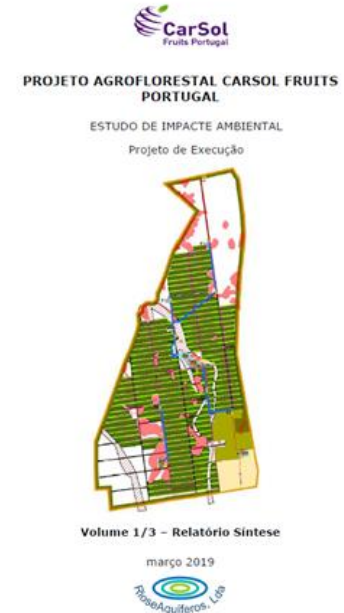 CarSol
Fruits Portugal
PROJETO AGROFLORESTAL CARSOL FRUITS
PORTUGAL
ESTUDO DE IMPACTE AMBIENTAL
Projeto de Execução
Volume 1/3 – Relatório Síntese
março 2019
RioseAquiferos, Lda